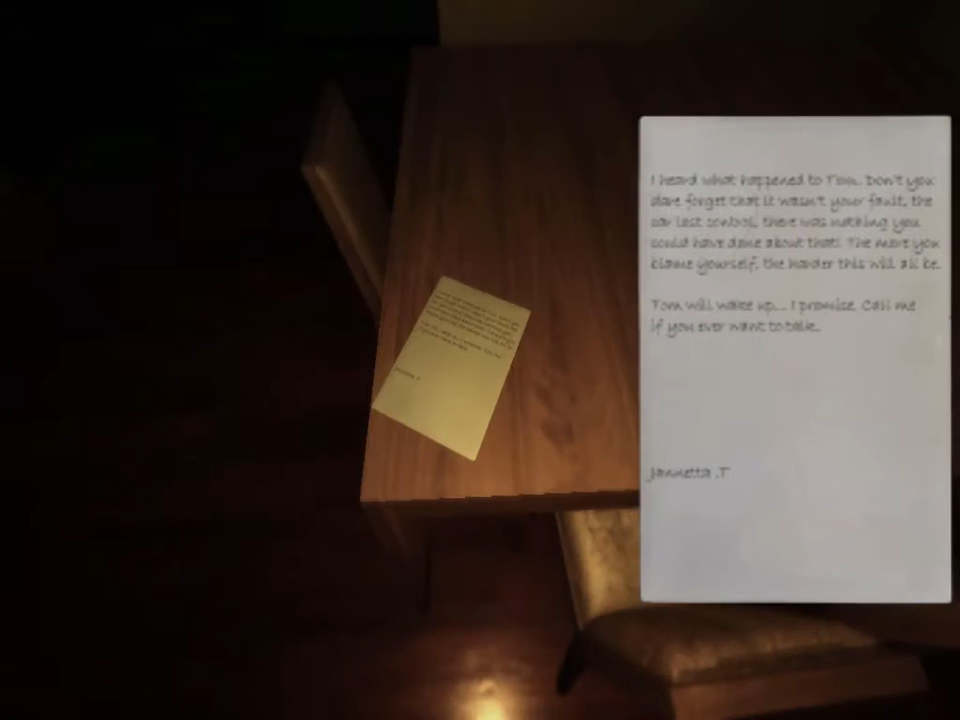 I heard what happened to Tom. Don't you
dare forget that it wasn't your fault, the
car lost control, there was nothing you
could have done about that! The more you
blame yourself, the harder this will all be.
Tom will wake up... I promise. Call me
if you ever want to talk.
Jannetta .T